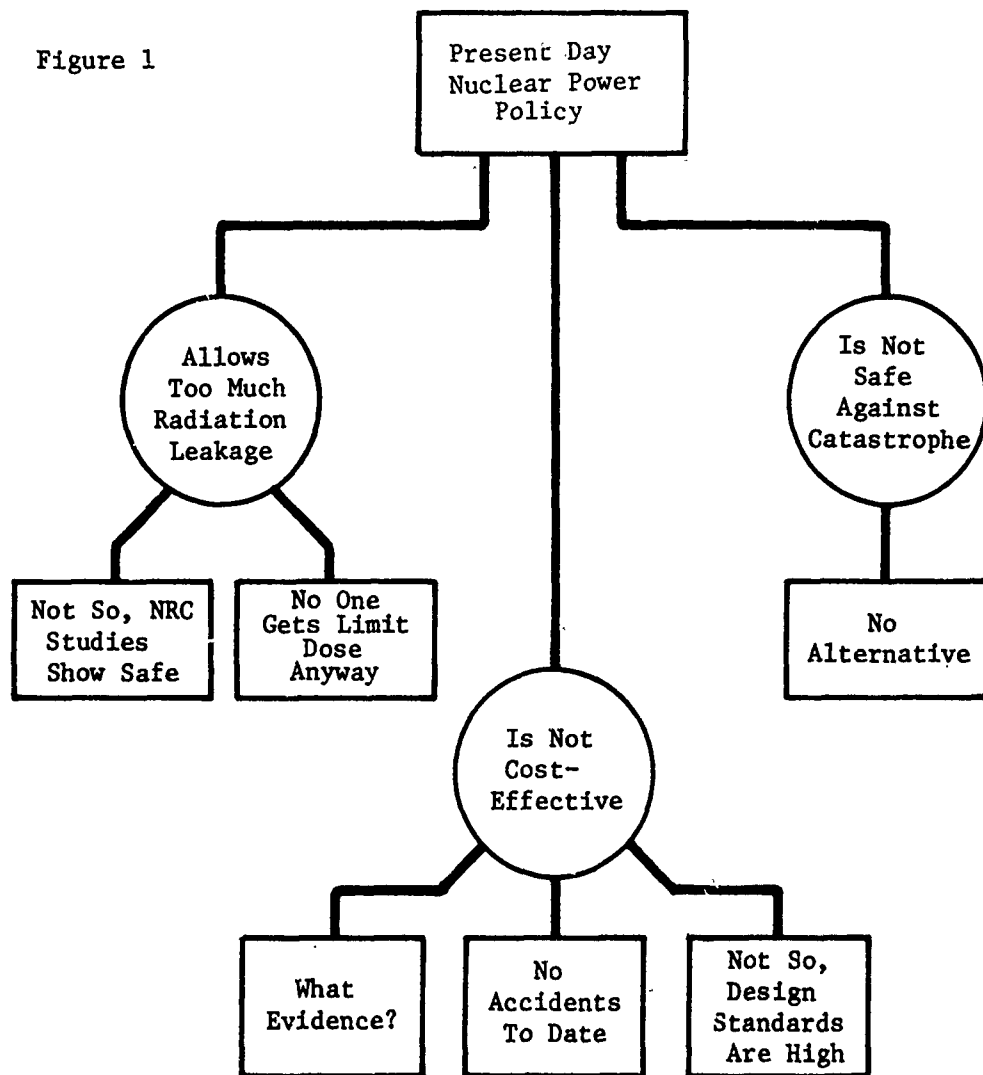 Figure 1
Present Day
Nuclear Power
Policy
Allows
Too Much
Radiation
Leakage
Is Not
Safe
Against
Catastrophe
Not So, NRC
Studies
Show Safe
No One
Gets Limit
Dose
Anyway
No
Alternative
Is Not
Cost-
Effective
What
Evidence?
No
Accidents
To Date
Not So,
Design
Standards
Are High